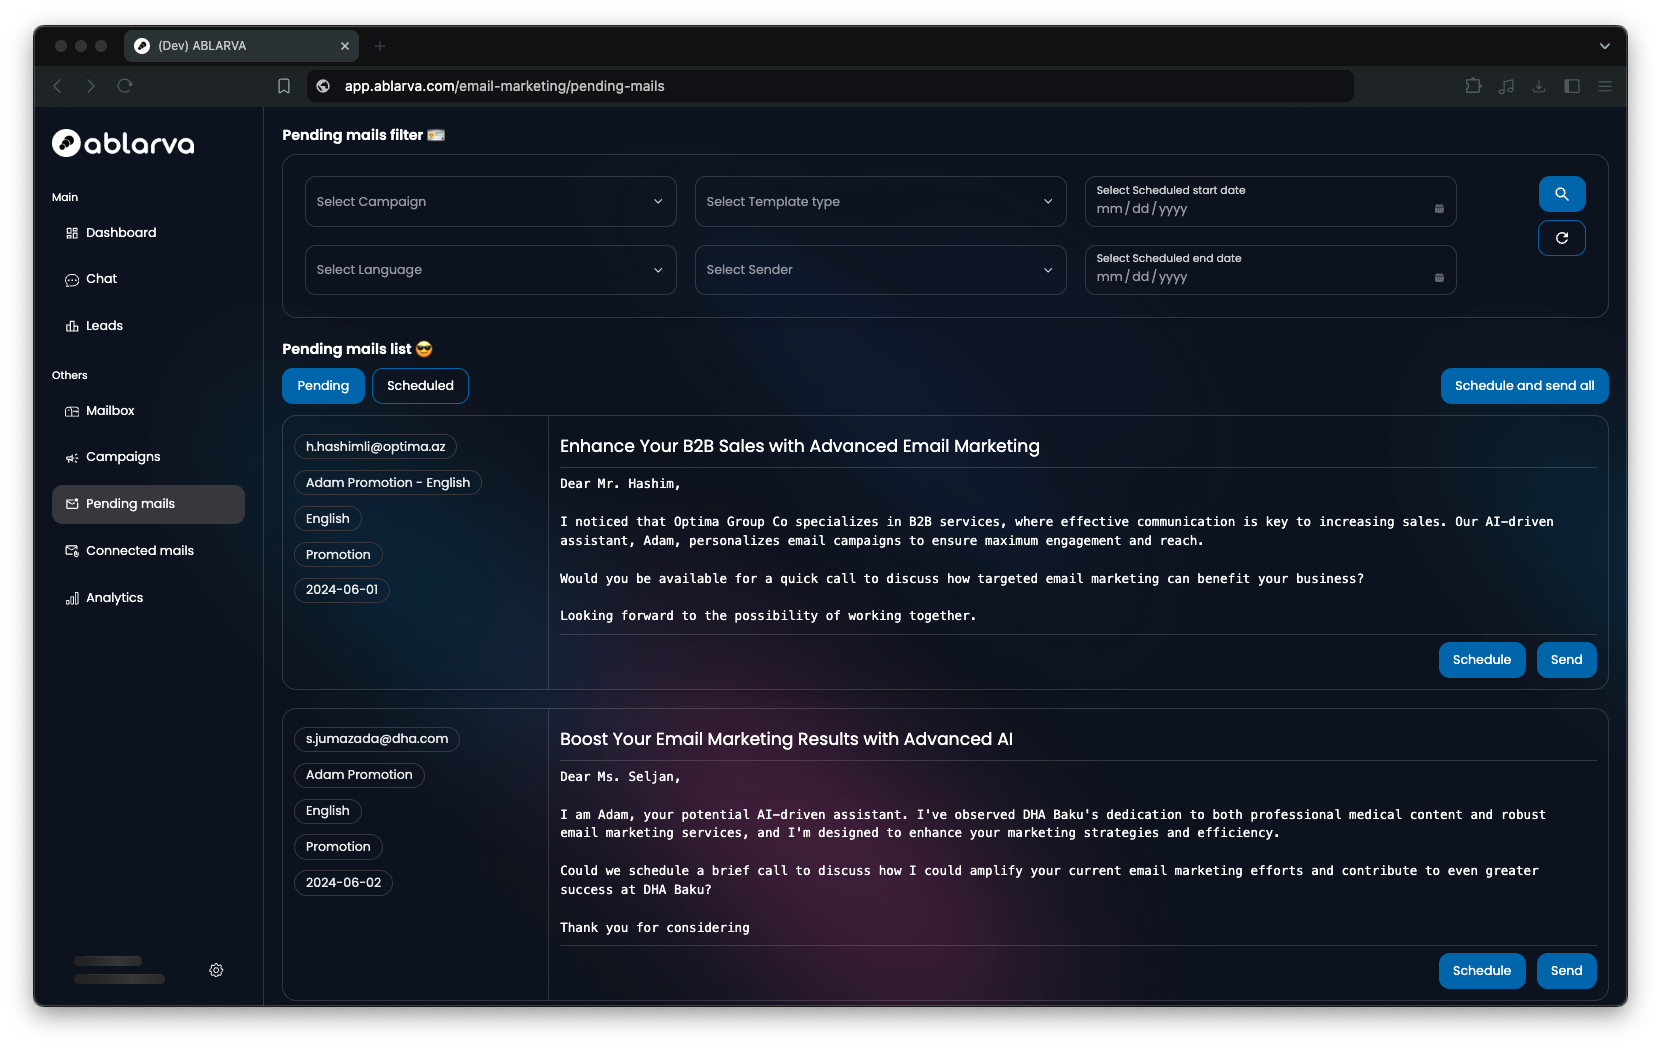 (Dev) ABLARVA
app.ablarva.com/email-marketing/pending-mails
ablarva
Main
Dashboard
Chat
Leads
Others
Mailbox
Campaigns
Pending mails
Connected mails
Analytics
Pending mails filter
Select Campaign
Select Template type
Select Scheduled start date
mm/dd/yyyy
Select Language
Select Sender
Select Scheduled end date
mm/dd/yyyy
Pending mails list
Pending
Scheduled
Schedule and send all
h.hashimli@optima.az
Adam Promotion - English
English
Promotion
2024-06-01
Enhance Your B2B Sales with Advanced Email Marketing
Dear Mr. Hashim,
I noticed that Optima Group Co specializes in B2B services, where effective communication is key to increasing sales. Our AI-driven
assistant, Adam, personalizes email campaigns to ensure maximum engagement and reach.
Would you be available for a quick call to discuss how targeted email marketing can benefit your business?
Looking forward to the possibility of working together.
Schedule
Send
s.jumazada@dha.com
Adam Promotion
English
Promotion
2024-06-02
Boost Your Email Marketing Results with Advanced AI
Dear Ms. Seljan,
I am Adam, your potential AI-driven assistant. I've observed DHA Baku's dedication to both professional medical content and robust
email marketing services, and I'm designed to enhance your marketing strategies and efficiency.
Could we schedule a brief call to discuss how I could amplify your current email marketing efforts and contribute to even greater
success at DHA Baku?
Thank you for considering
Schedule
Send